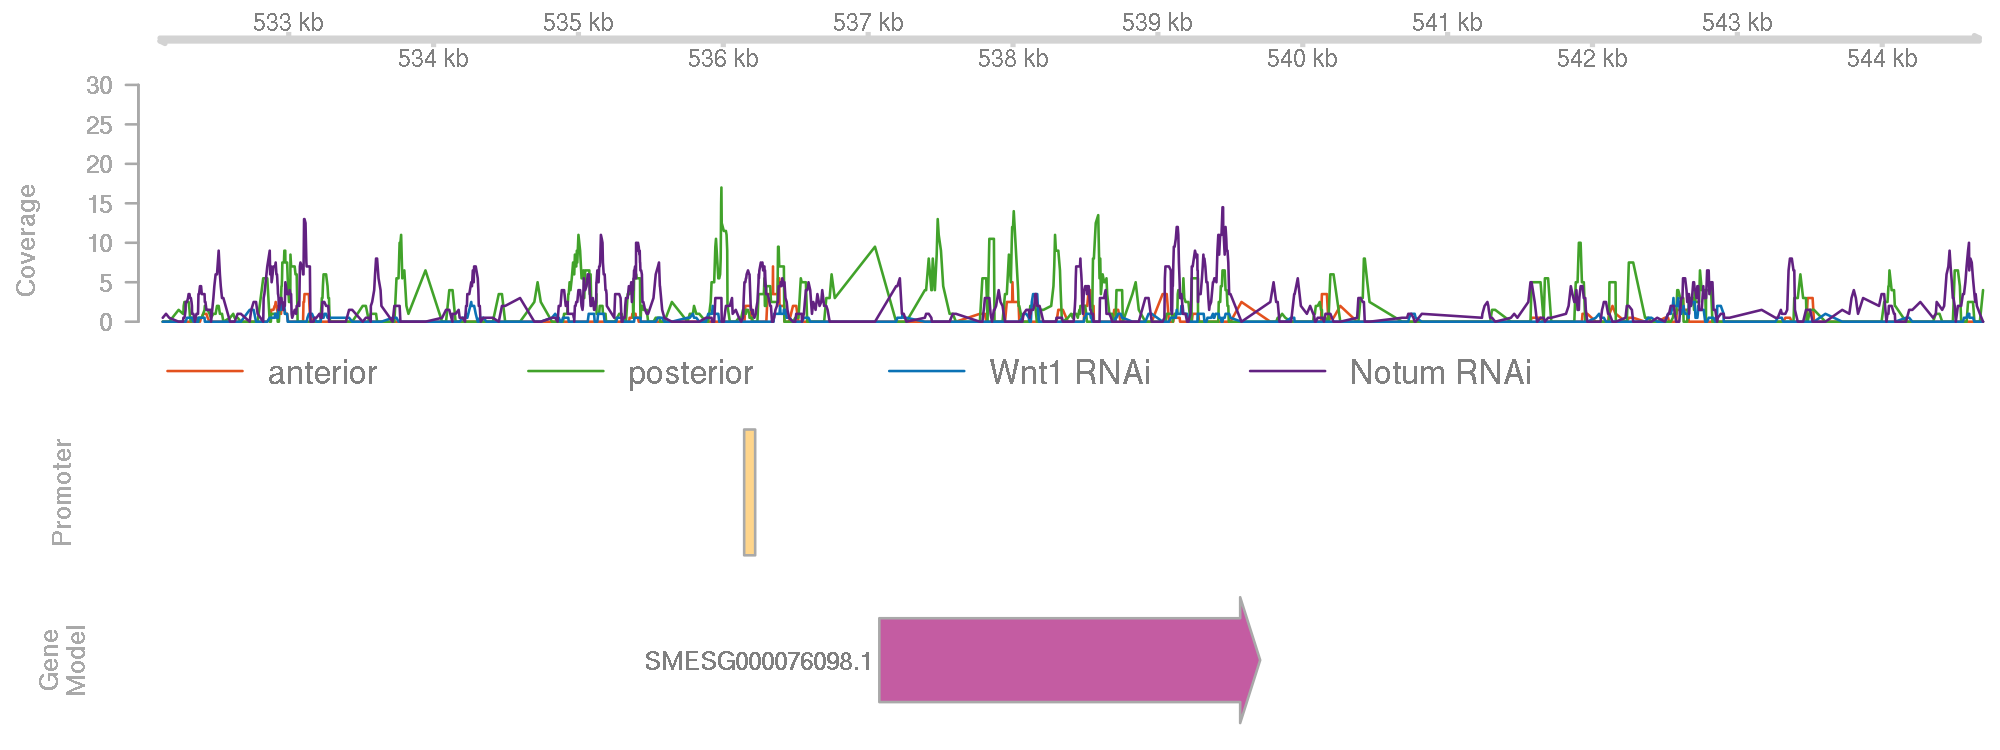 533 kb 535 kb 537 kb 539 kb 541 kb 543 kb
534 kb 536 kb 538 kb 540 kb 542 kb 544 kb
30
25
20
15
10
5
0
Coverage
anterior posterior Wnt1 RNAi Notum RNAi
Promoter
Gene
Model
SMESG000076098.1